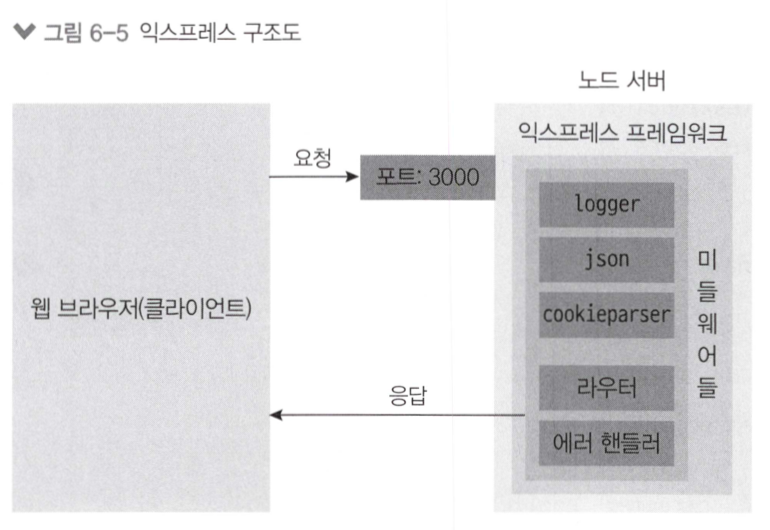 그림 6-5 익스프레스 구조도
노드 서버
익스프레스 프레임워크
요청
포트: 3000
logger
json
cookieparser
라우터
에러 핸들러
미들웨어들
웹 브라우저(클라이언트)
응답